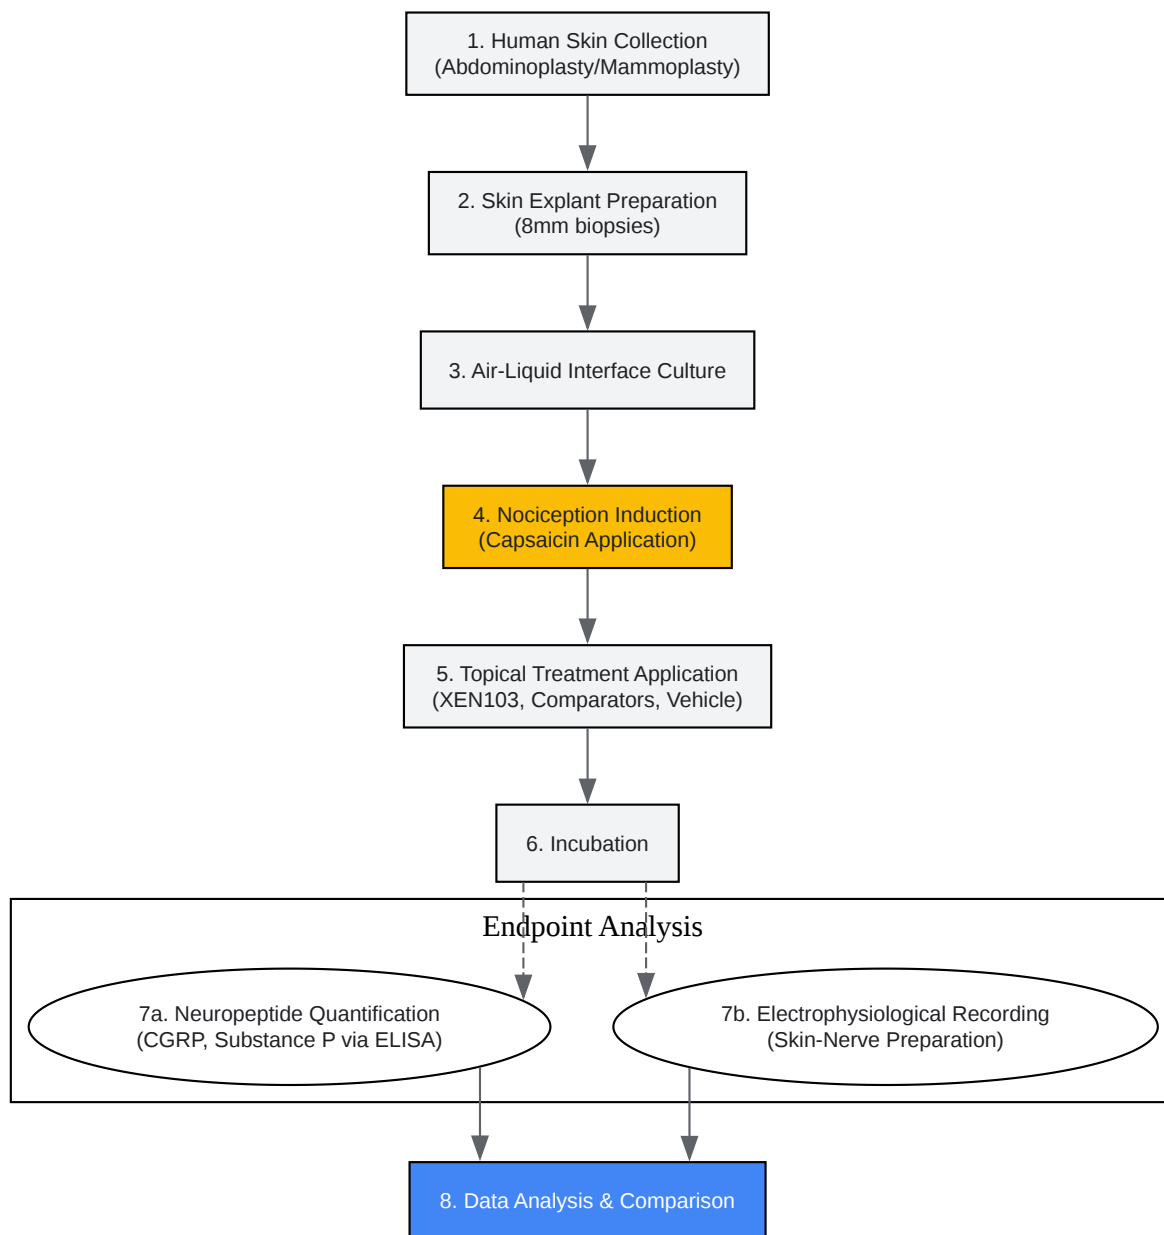 1. Human Skin Collection
(Abdominoplasty/Mammoplasty)
2. Skin Explant Preparation
(8mm biopsies)
3. Air-Liquid Interface Culture
4. Nociception Induction
(Capsaicin Application)
5. Topical Treatment Application
(XEN103, Comparators, Vehicle)
6. Incubation
Endpoint Analysis
7a. Neuropeptide Quantification
(CGRP, Substance P via ELISA)
7b. Electrophysiological Recording
(Skin-Nerve Preparation)
8. Data Analysis & Comparison